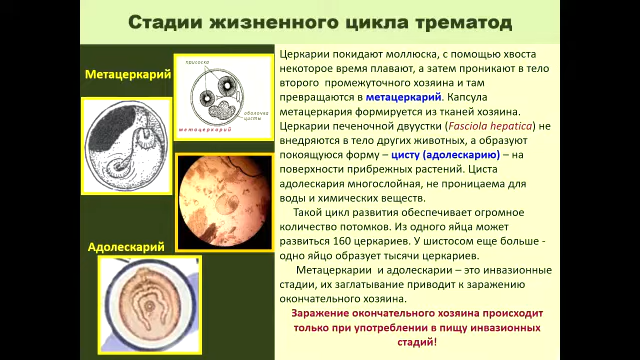 Стадии жизненного цикла трематод
Метацеркарий
присоски
оболочка
цисты
метацеркарий
Адолескарий
Церкарии покидают моллюска, с помощью хвоста
некоторое время плавают, а затем проникают в тело
второго промежуточного хозяина и там
превращаются в метацеркарий. Капсула
метацеркария формируется из тканей хозяина.
Церкарии печеночной двуустки (Fasciola hepatica) не
внедряются в тело других животных, а образуют
покоящуюся форму – цисту (адолескарию) – на
поверхности прибрежных растений. Циста
адолескария многослойная, не проницаема для
воды и химических веществ.
Такой цикл развития обеспечивает огромное
количество потомков. Из одного яйца может
развиться 160 церкариев. У шистосом еще больше -
одно яйцо образует тысячи церкариев.
Метацеркарии и адолескарии – это инвазионные
стадии, их заглатывание приводит к заражению
окончательного хозяина.
Заражение окончательного хозяина происходит
только при употреблении в пищу инвазионных
стадий!